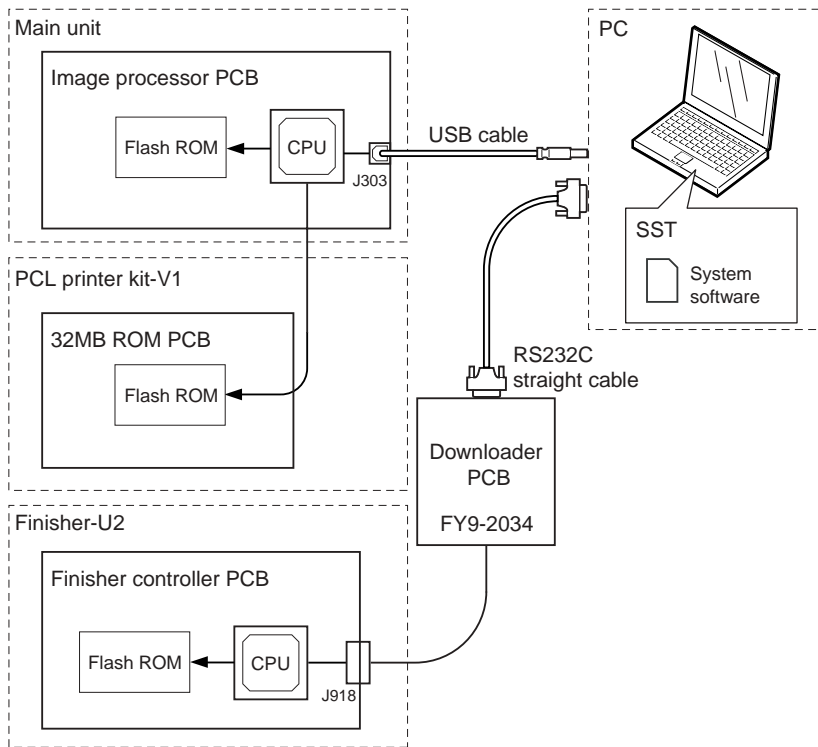 Main unit
Image processor PCB
Flash ROM
CPU
J303
USB cable
PC
SST
System
software
PCL printer kit-V1
32MB ROM PCB
Flash ROM
RS232C
straight cable
Downloader
PCB
FY9-2034
Finisher-U2
Finisher controller PCB
Flash ROM
CPU
J918